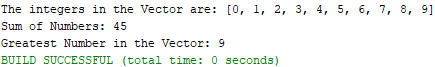 The integers in the Vector are: [0, 1, 2, 3, 4, 5, 6, 7, 8, 9]
Sum of Numbers: 45
Greatest Number in the Vector: 9
BUILD SUCCESSFUL (total time: 0 seconds)